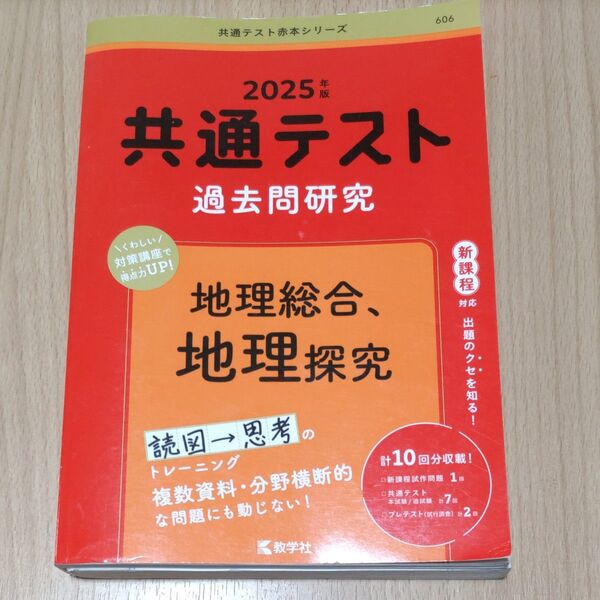 共通テスト赤本シリーズ
606
2025年版
共通テスト
過去問研究
くわしい
対策講座で
得点力UP!
新課程
対応
出題のクセを知る!
地理総合、
地理探究
読図→思考の
トレーニング
複数資料・分野横断的
な問題にも動じない!
計10回分収載!
□新課程試作問題 1回
□共通テスト
本試験/追試験 計7回
□プレテスト(試行調査) 計2回
教学社